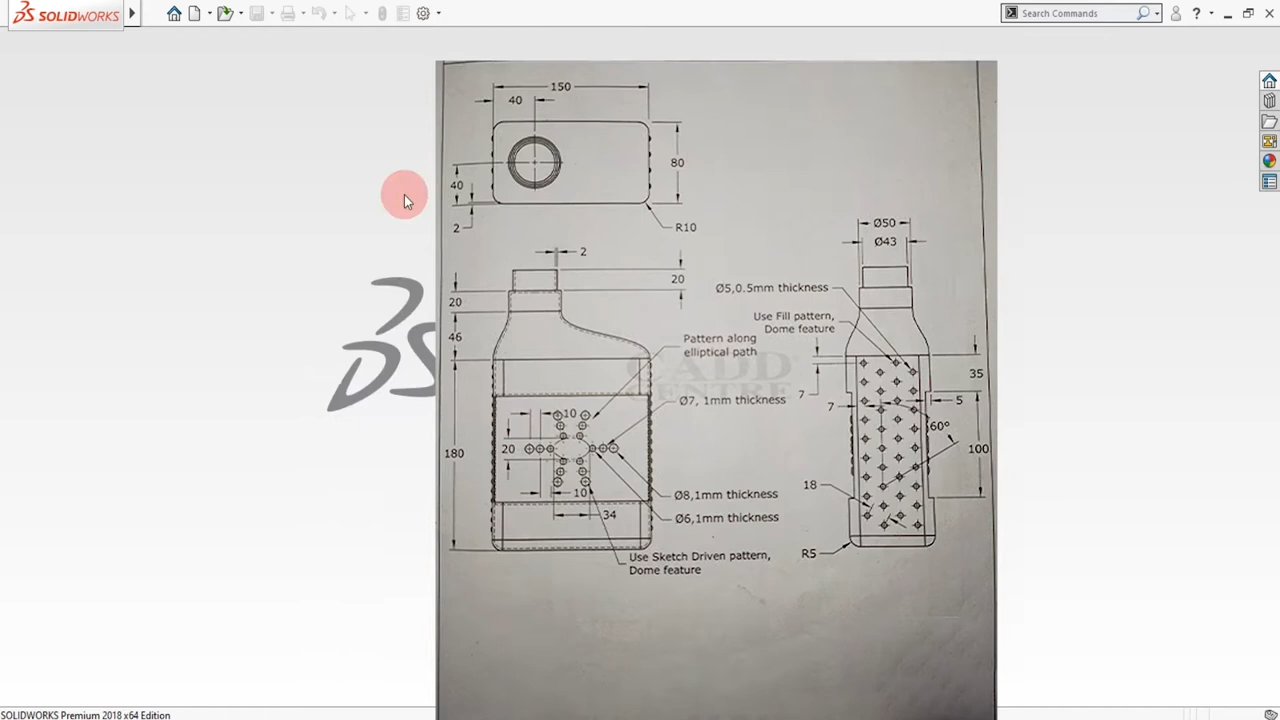 SOLIDWORKS
Search Commands
?
150
40
80
40
2
R10
2
20
20
46
180
Pattern along
elliptical path
10
20
Ø7, 1mm thickness
Ø8,1mm thickness
Ø6,1mm thickness
10
34
Use Sketch Driven pattern,
Dome feature
CADD
CENTRE
Ø50
Ø43
Ø5,0.5mm thickness
Use Fill pattern,
Dome feature
7
7
35
5
60°
100
18
R5
SOLIDWORKS Premium 2018 x64 Edition